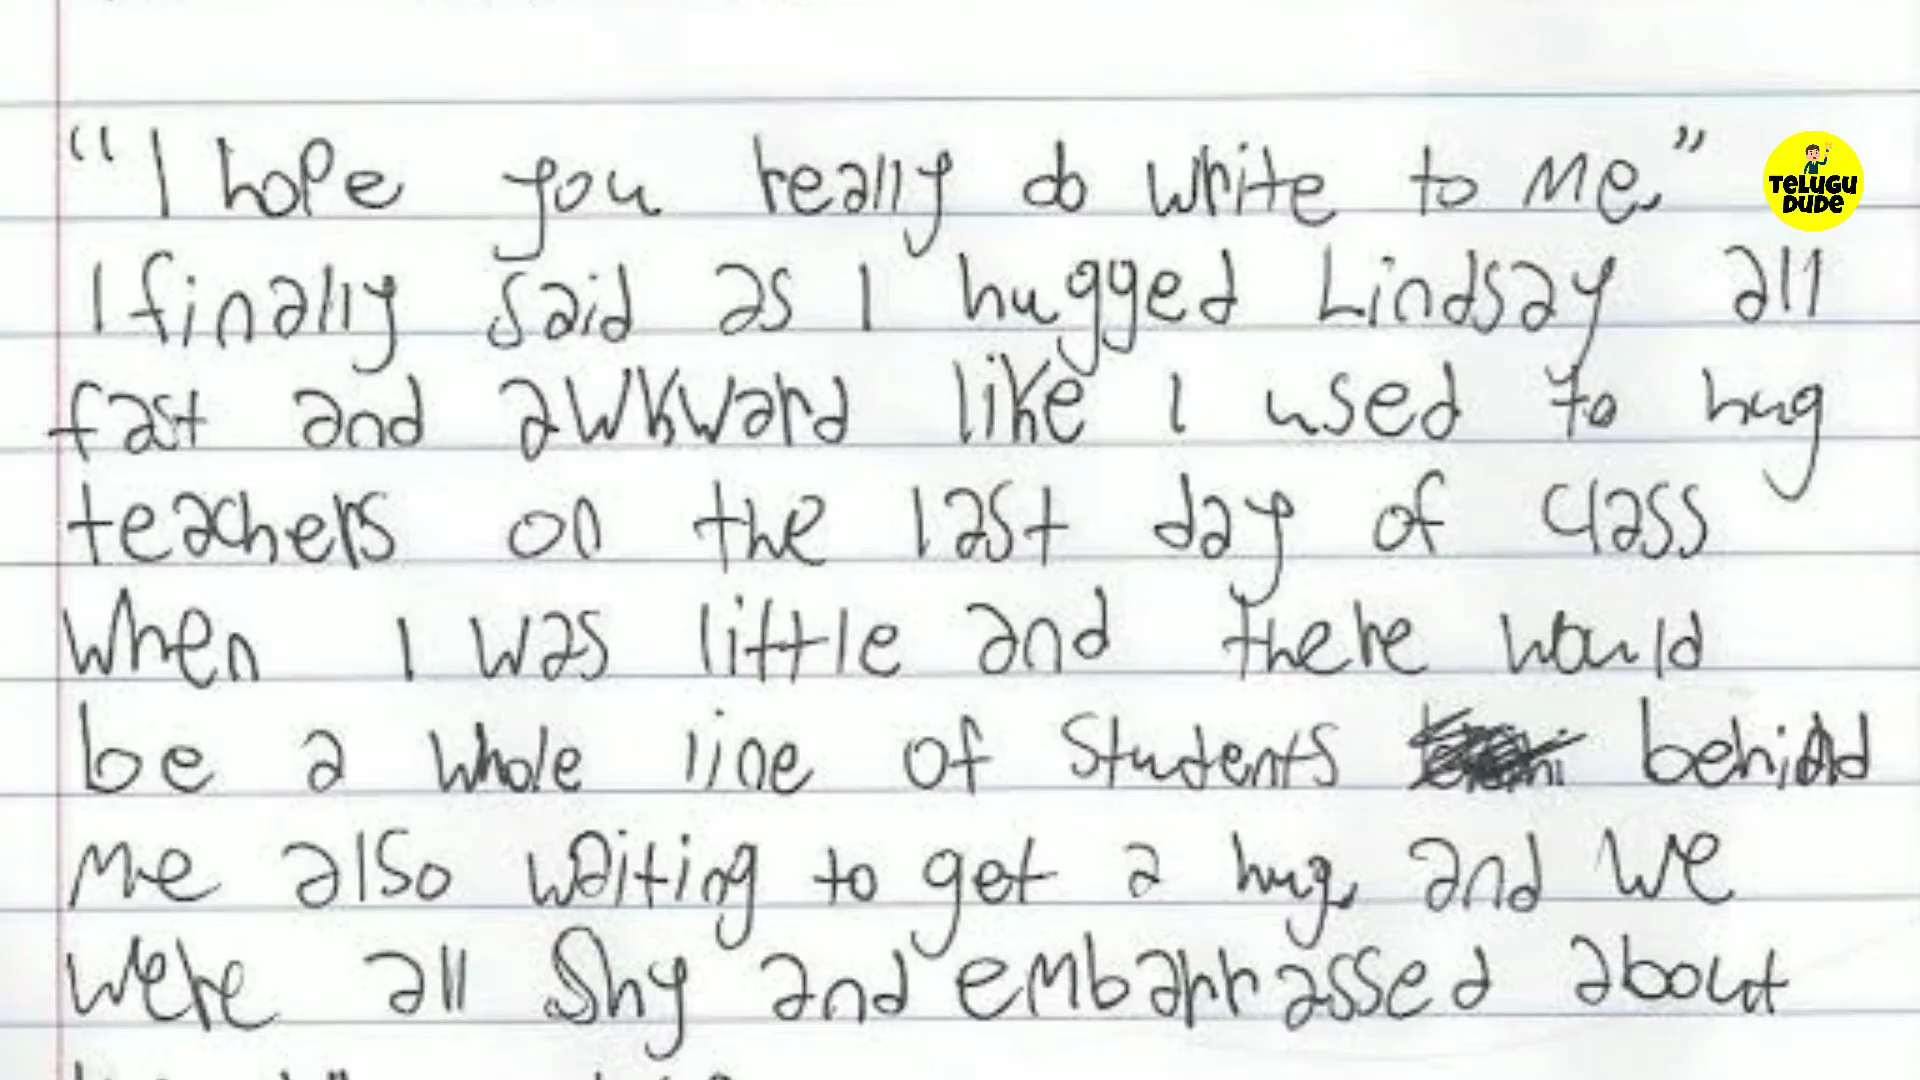 "I hope you really do write to me."
TELUGU
DUDE
I finally said as I hugged Lindsay all
fast and awkward like I used to hug
teachers on the last day of class
when I was little and there would
be a whole line of students behind
me also waiting to get a hug, and we
were all shy and embarrassed about